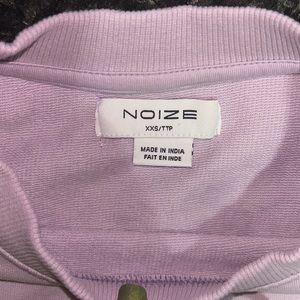 NOIZE
XXS/TTP
MADE IN INDIA
FAIT EN INDE